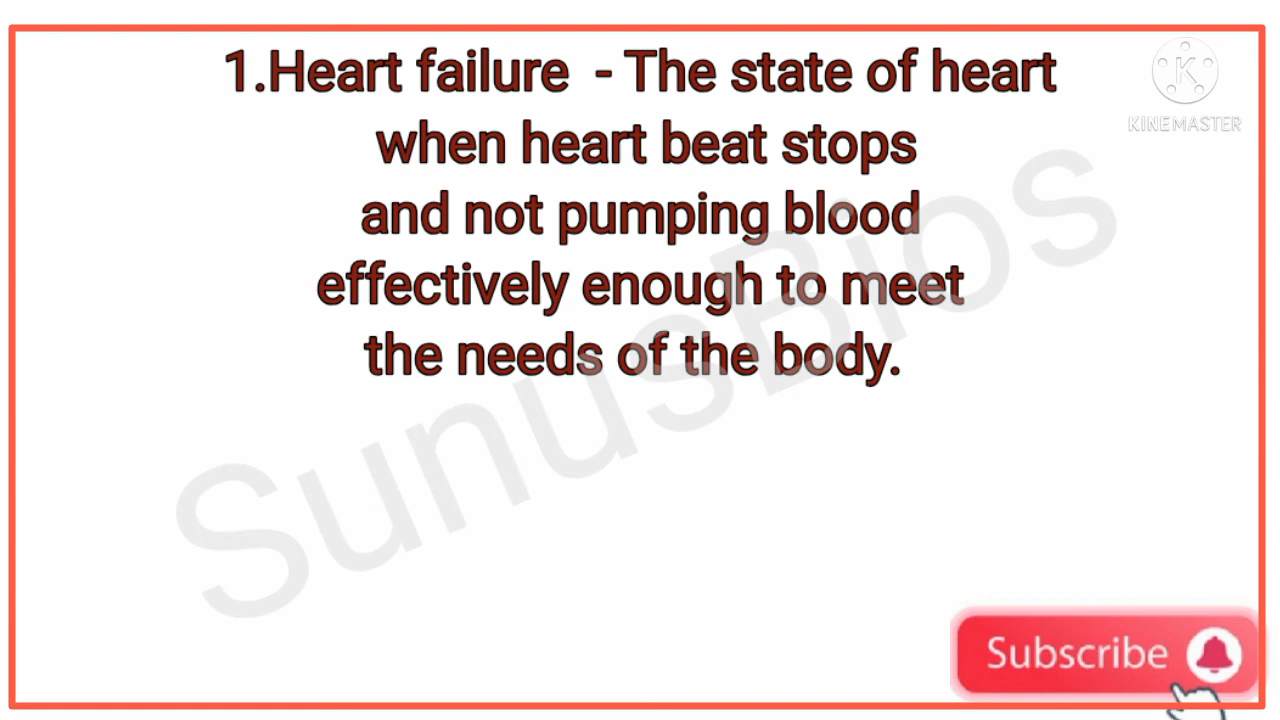 1.Heart failure - The state of heart
when heart beat stops
and not pumping blood
effectively enough to meet
the needs of the body.
KINEMASTER
SunusBios
Subscribe